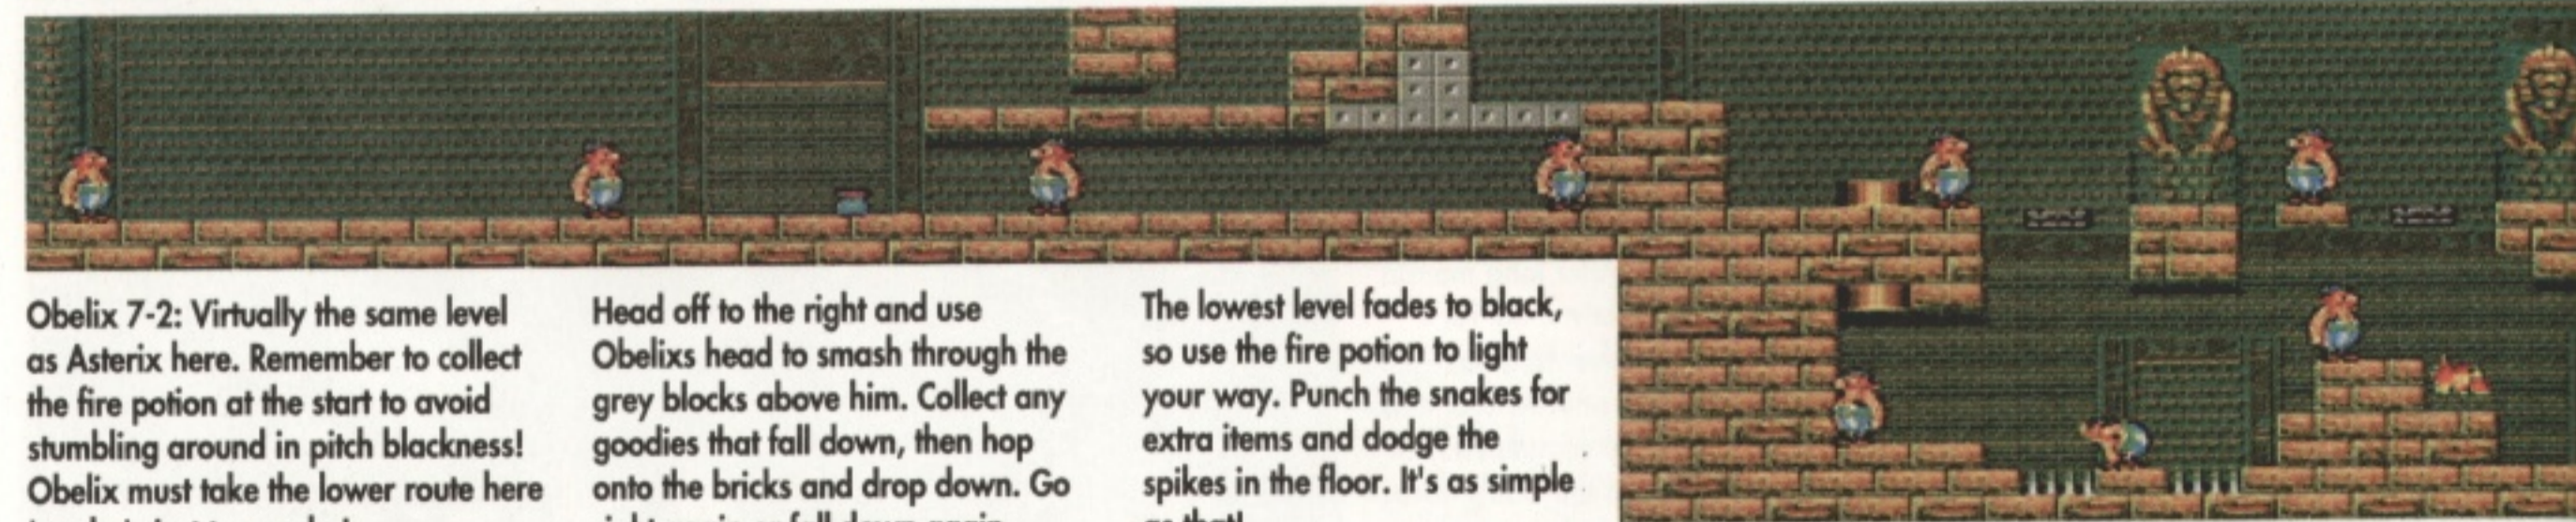 Obelix 7-2: Virtually the same level
as Asterix here. Remember to collect
the fire potion at the start to avoid
stumbling around in pitch blackness!
Obelix must take the lower route here
Head off to the right and use
Obelixs head to smash through the
grey blocks above him. Collect any
goodies that fall down, then hop
onto the bricks and drop down. Go
The lowest level fades to black,
so use the fire potion to light
your way. Punch the snakes for
extra items and dodge the
spikes in the floor. It's as simple
as that!